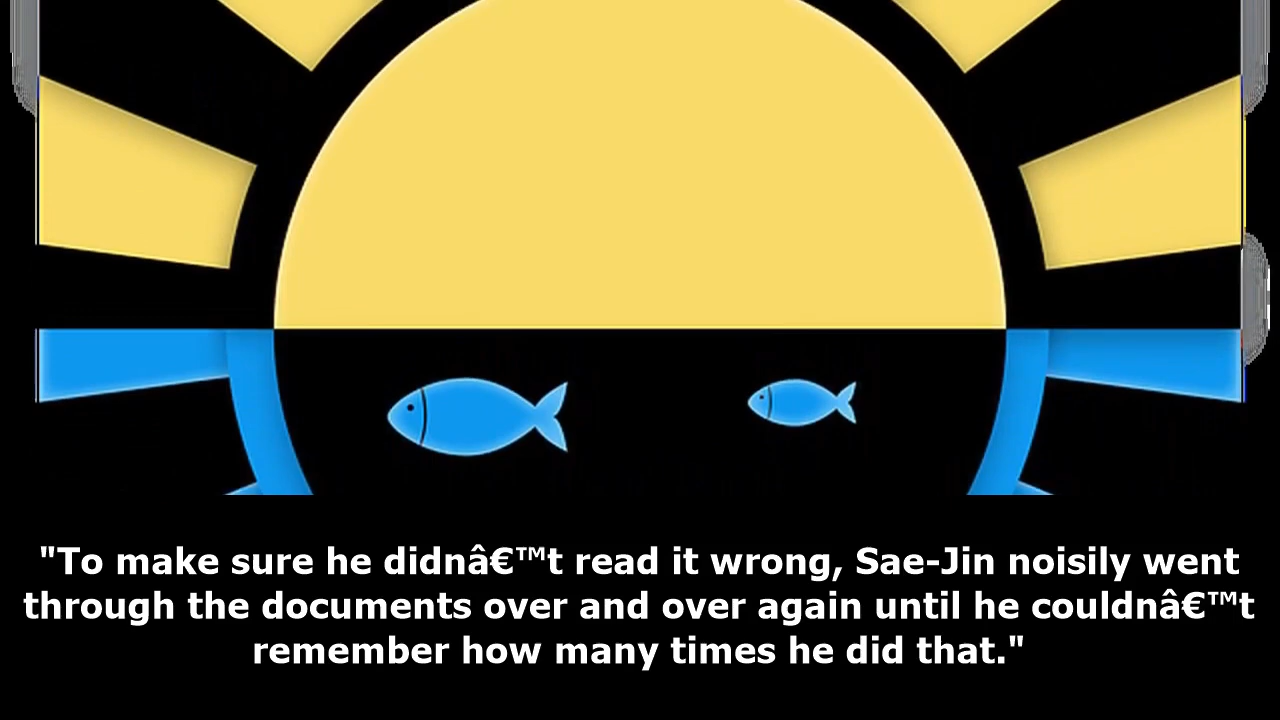 "To make sure he didnâ€™t read it wrong, Sae-Jin noisily went
through the documents over and over again until he couldnâ€™t
remember how many times he did that."